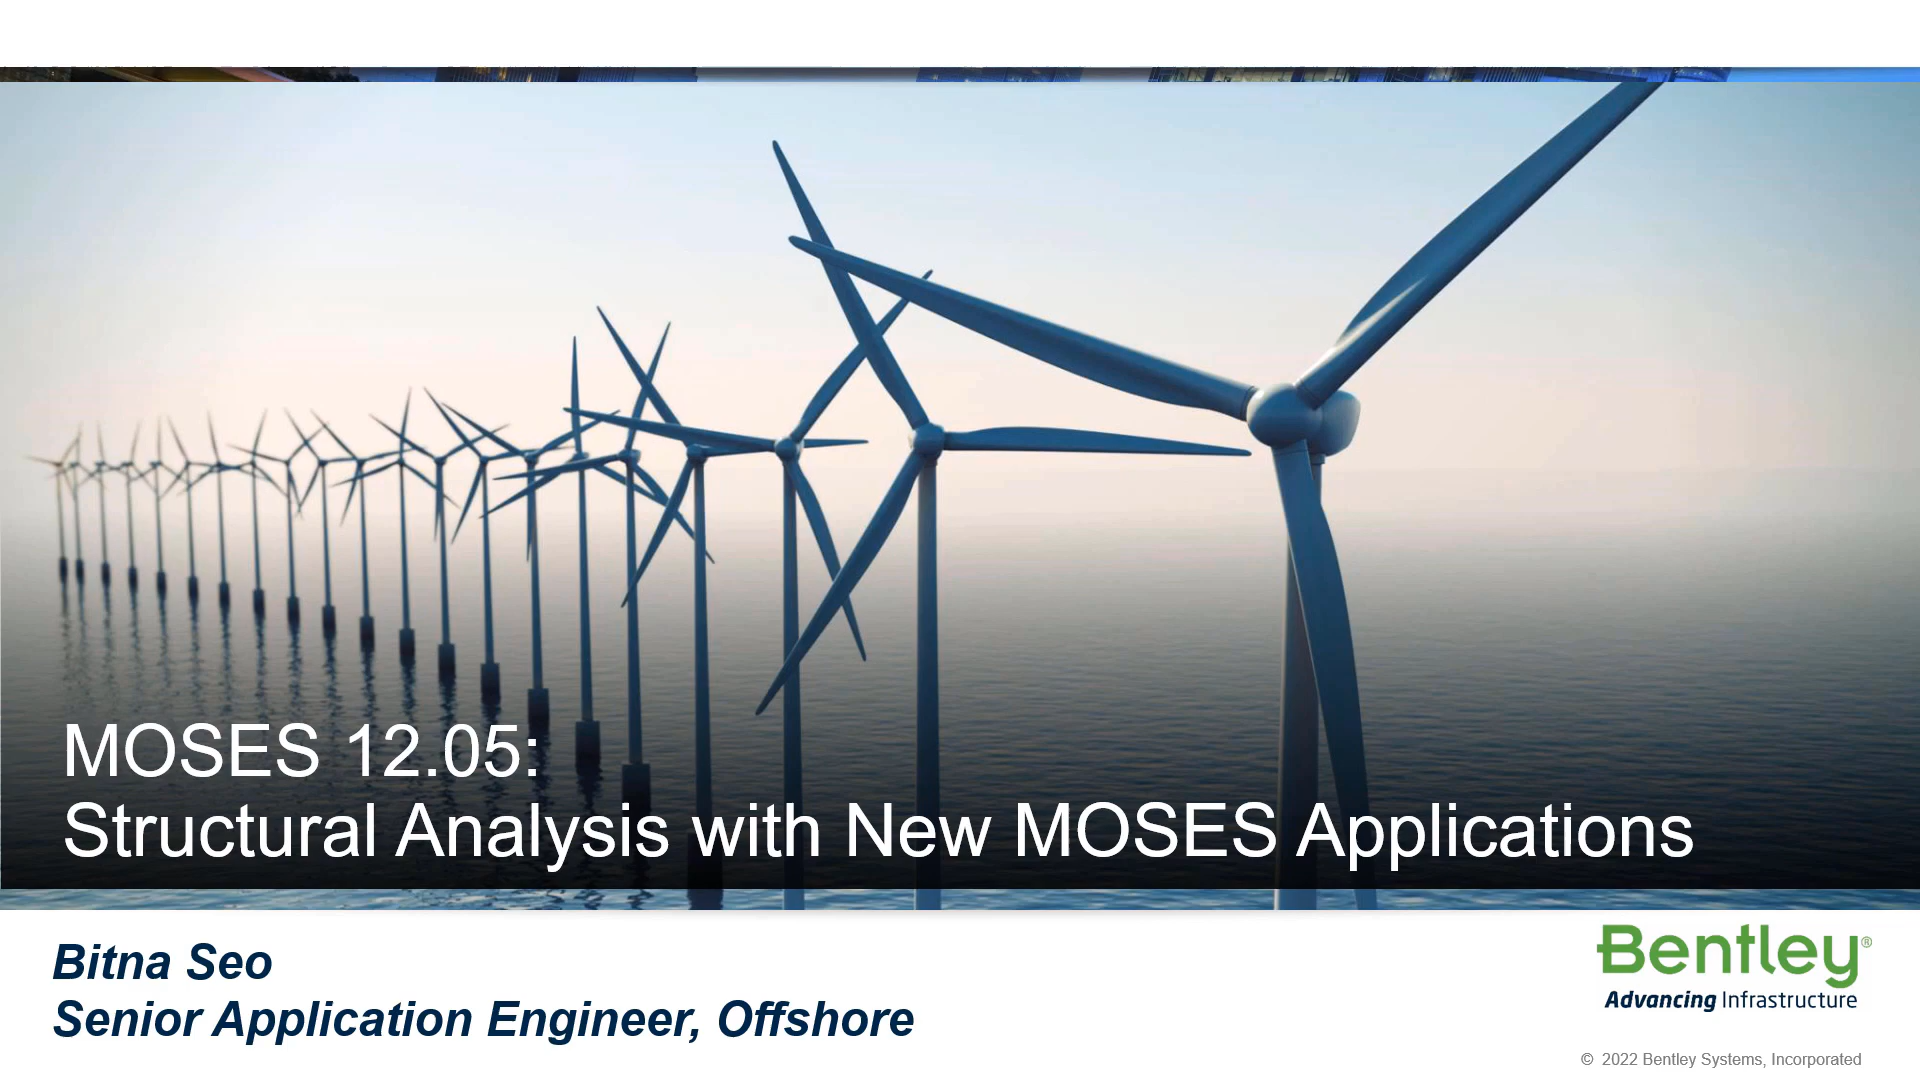 MOSES 12.05:
Structural Analysis with New MOSES Applications
Bitna Seo
Senior Application Engineer, Offshore
Bentley®
Advancing Infrastructure
© 2022 Bentley Systems, Incorporated